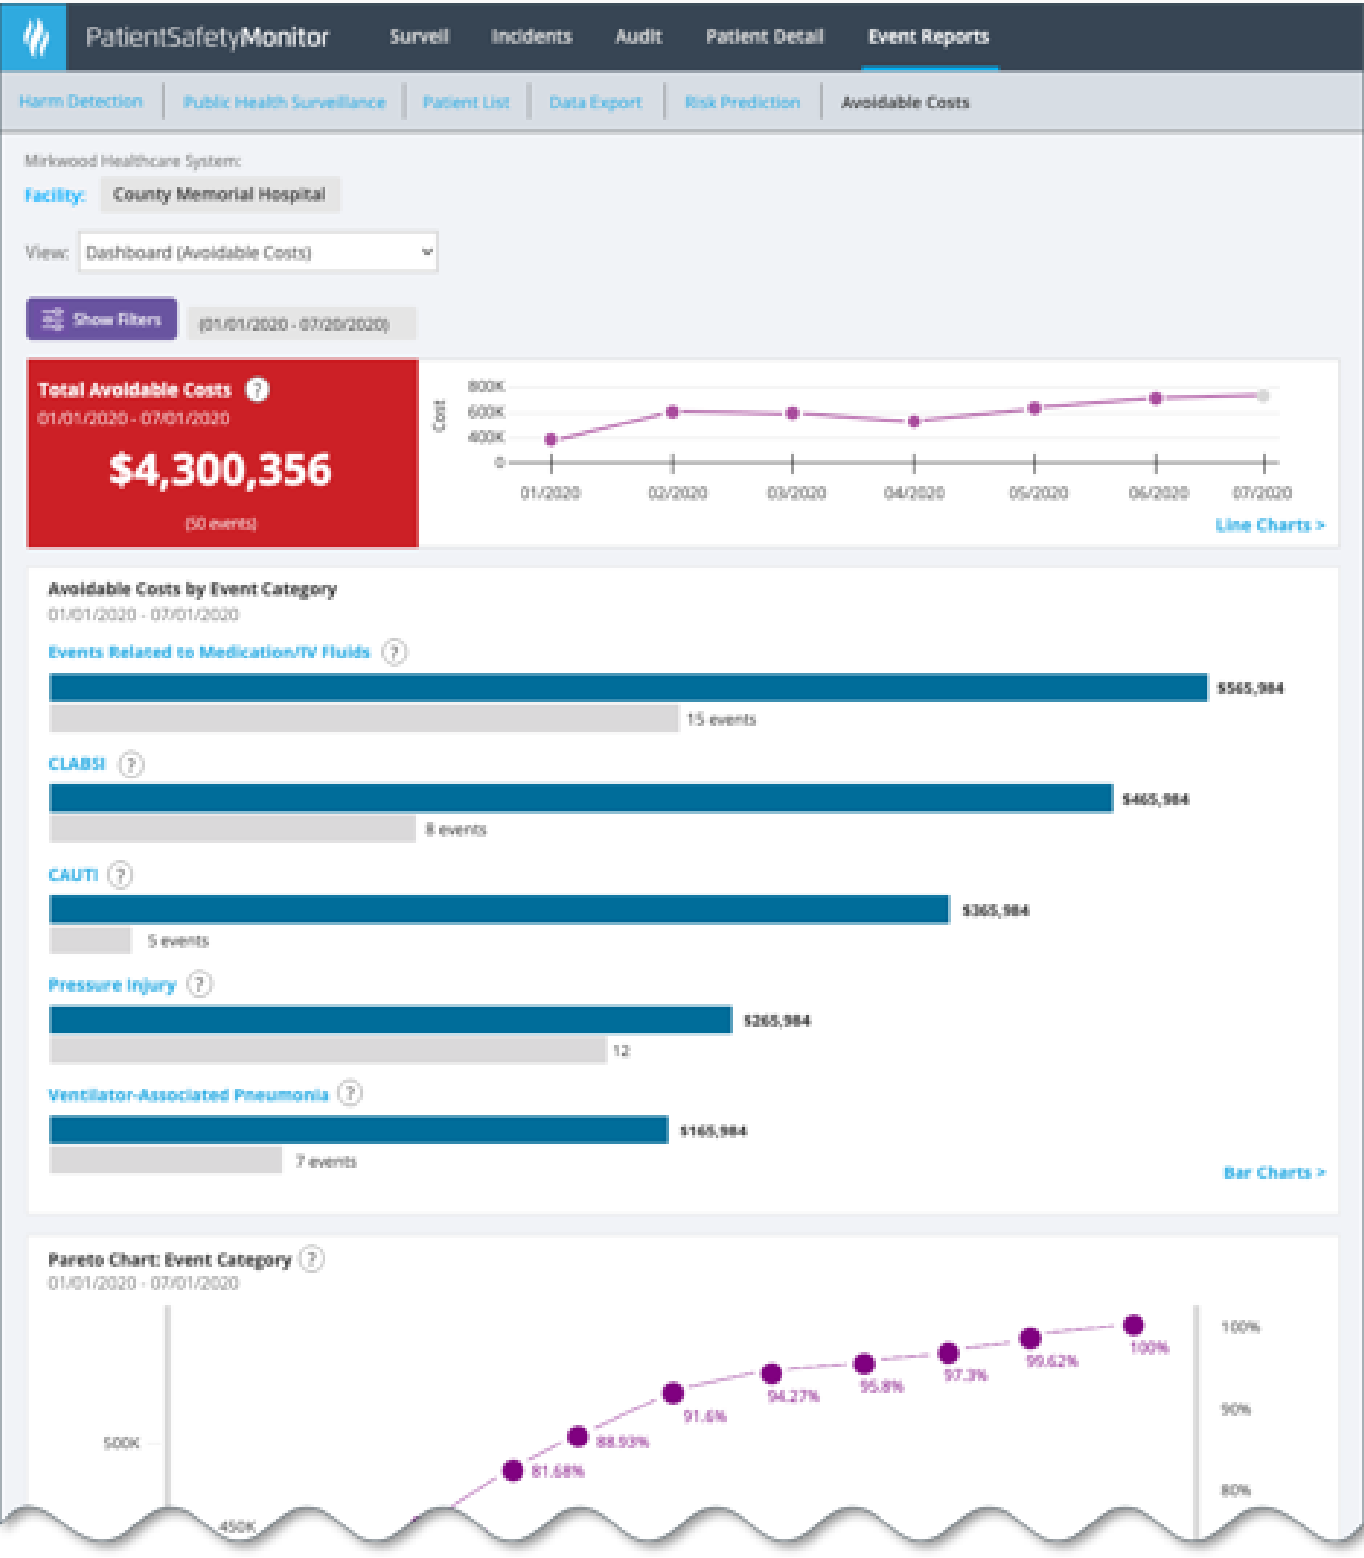 PatientSafetyMonitor Surveil Incidents Audit Patient Detail Event Reports
Harm Detection Public Health Surveillance Patient List Data Export Risk Prediction Avoidable Costs
Mirkwood Healthcare System:
Facility: County Memorial Hospital
View: Dashboard (Avoidable Costs)
Show Filters (01/01/2020 - 07/20/2020)
Total Avoidable Costs ?
01/01/2020 - 07/01/2020
$4,300,356
(50 events)
Cost
800K
600K
400K
0
01/2020 02/2020 03/2020 04/2020 05/2020 06/2020 07/2020
Line Charts >
Avoidable Costs by Event Category
01/01/2020 - 07/01/2020
Events Related to Medication/IV Fluids ?
$565,984
15 events
CLABSI ?
$465,984
8 events
CAUTI ?
$365,984
5 events
Pressure Injury ?
$265,984
12
Ventilator-Associated Pneumonia ?
$165,984
7 events
Bar Charts >
Pareto Chart: Event Category ?
01/01/2020 - 07/01/2020
100%
100%
99.62%
97.3%
95.8%
94.27%
91.6%
90%
500K
88.93%
81.68%
80%
450K